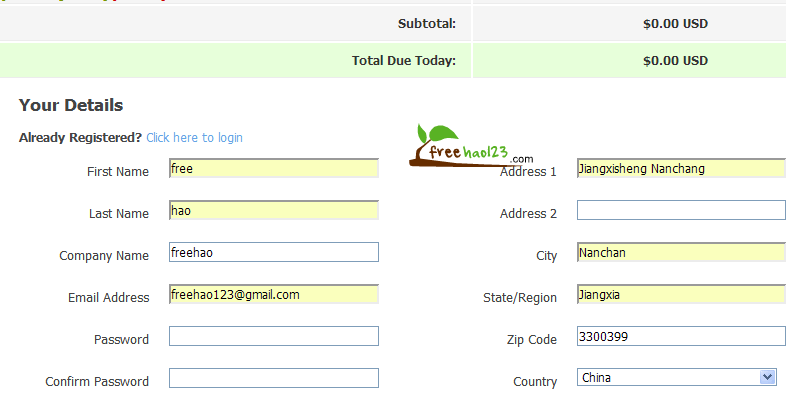 Subtotal: $0.00 USD
Total Due Today: $0.00 USD
Your Details
Already Registered? Click here to login
freehao123.com
First Name free
Address 1 Jiangxisheng Nanchang
Last Name hao
Address 2
Company Name freehao
City Nanchan
Email Address freehao123@gmail.com
State/Region Jiangxia
Password
Zip Code 3300399
Confirm Password
Country China